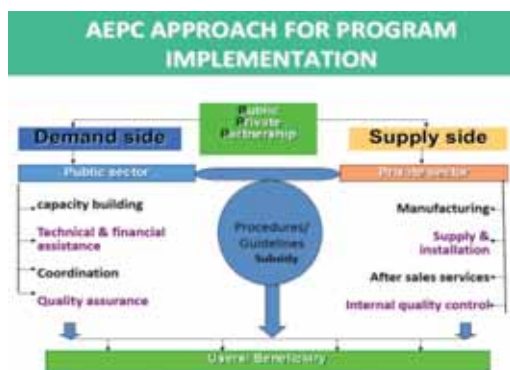 AEPC APPROACH FOR PROGRAM
IMPLEMENTATION
Public
Private
Partnership
Demand side
Supply side
Public sector
Private sector
capacity building
Technical & financial
assistance
Coordination
Quality assurance
Procedures/
Guidelines
Subsidy
Manufacturing
Supply &
installation
After sales services
Internal quality control
Users/ Beneficiary